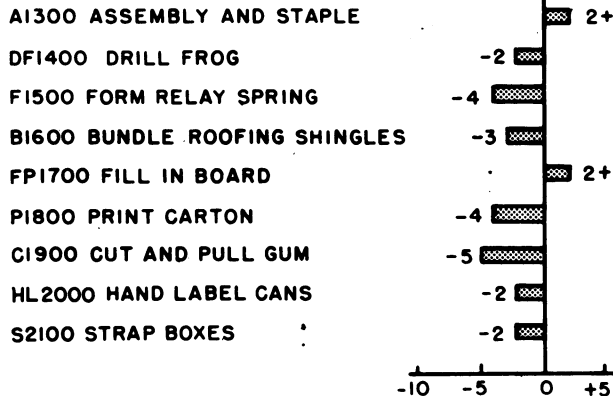 A1300 ASSEMBLY AND STAPLE 2+
DF1400 DRILL FROG -2
F1500 FORM RELAY SPRING -4
B1600 BUNDLE ROOFING SHINGLES -3
FP1700 FILL IN BOARD 2+
P1800 PRINT CARTON -4
C1900 CUT AND PULL GUM -5
HL2000 HAND LABEL CANS -2
S2100 STRAP BOXES -2
-10 -5 0 +5